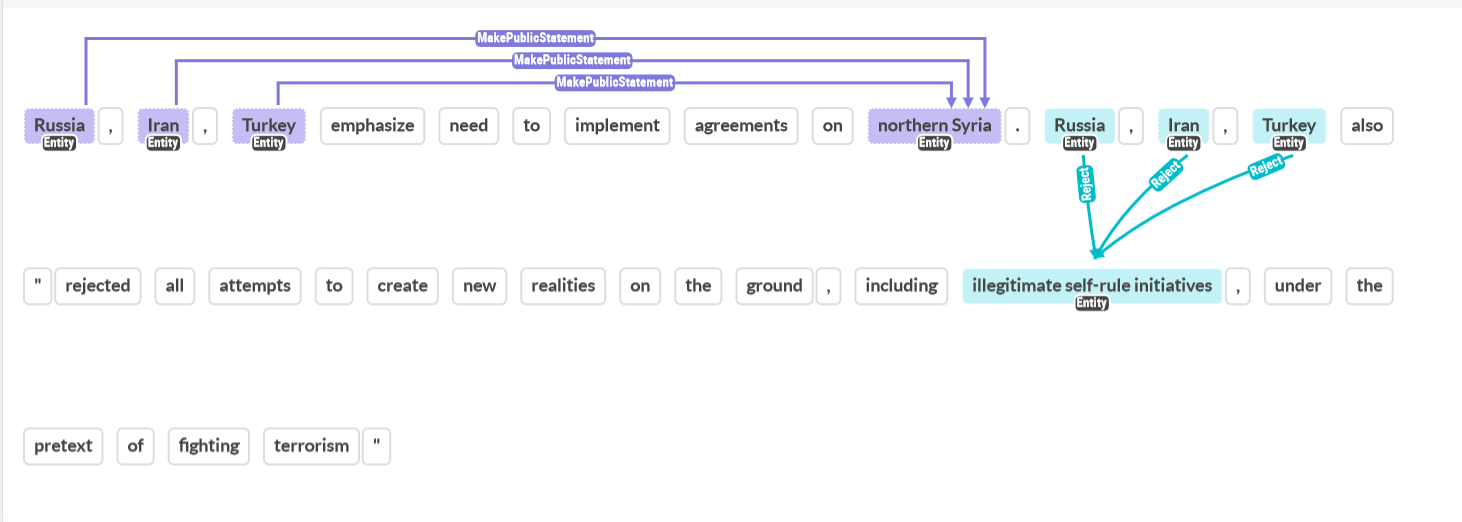 MakePublicStatement
MakePublicStatement
MakePublicStatement
Russia , Iran , Turkey emphasize need to implement agreements on northern Syria . Russia , Iran , Turkey also
Entity Entity Entity Entity Entity Entity Entity
Reject Reject Reject
" rejected all attempts to create new realities on the ground , including illegitimate self-rule initiatives , under the
Entity
pretext of fighting terrorism "